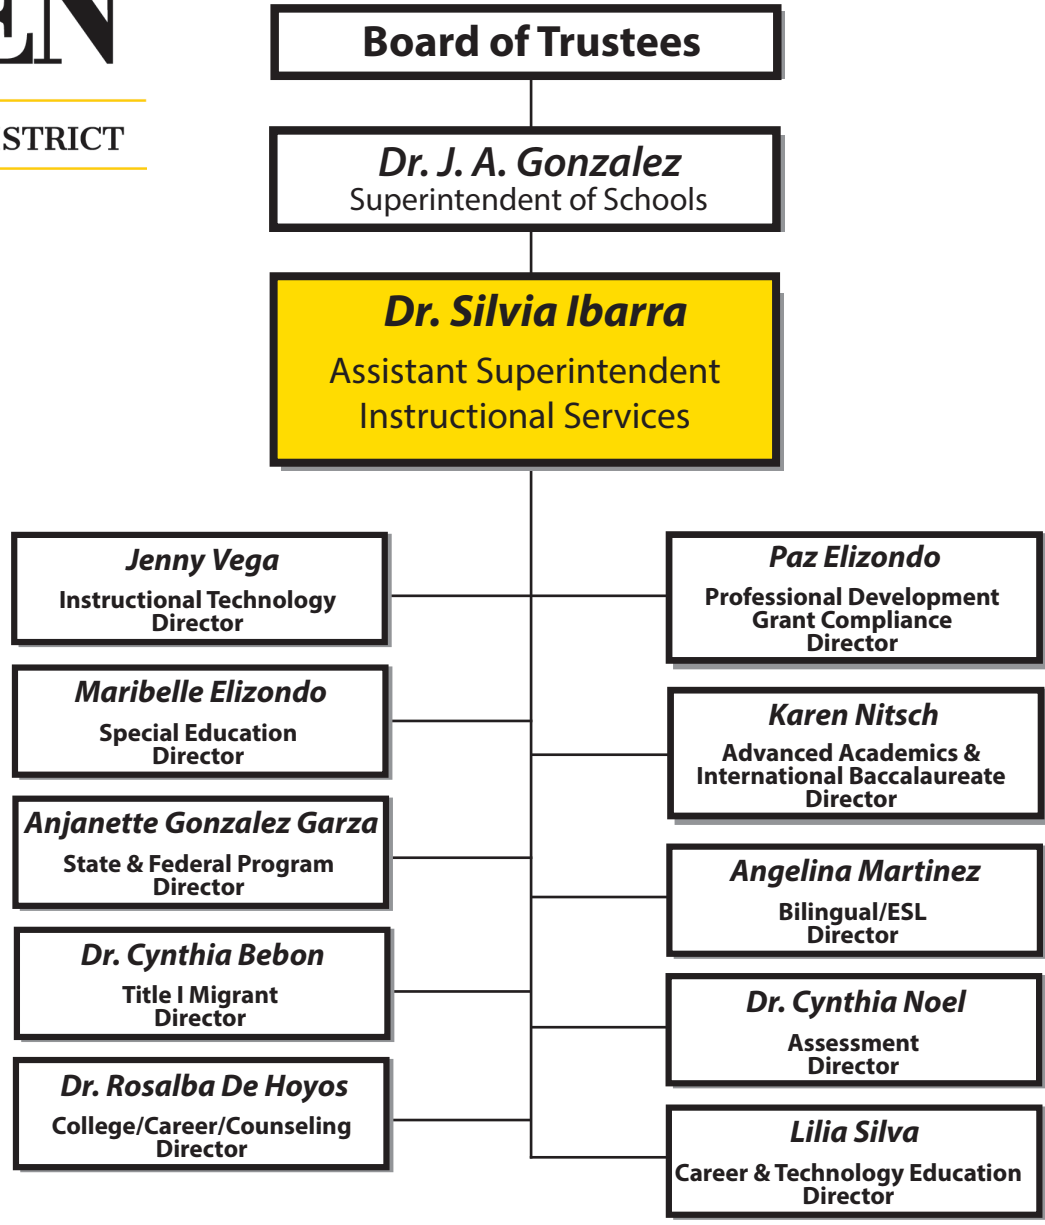 EN
STRICT
Board of Trustees
Dr. J. A. Gonzalez
Superintendent of Schools
Dr. Silvia Ibarra
Assistant Superintendent
Instructional Services
Jenny Vega
Instructional Technology
Director
Maribelle Elizondo
Special Education
Director
Anjanette Gonzalez Garza
State & Federal Program
Director
Dr. Cynthia Bebon
Title I Migrant
Director
Dr. Rosalba De Hoyos
College/Career/Counseling
Director
Paz Elizondo
Professional Development
Grant Compliance
Director
Karen Nitsch
Advanced Academics &
International Baccalaureate
Director
Angelina Martinez
Bilingual/ESL
Director
Dr. Cynthia Noel
Assessment
Director
Lilia Silva
Career & Technology Education
Director